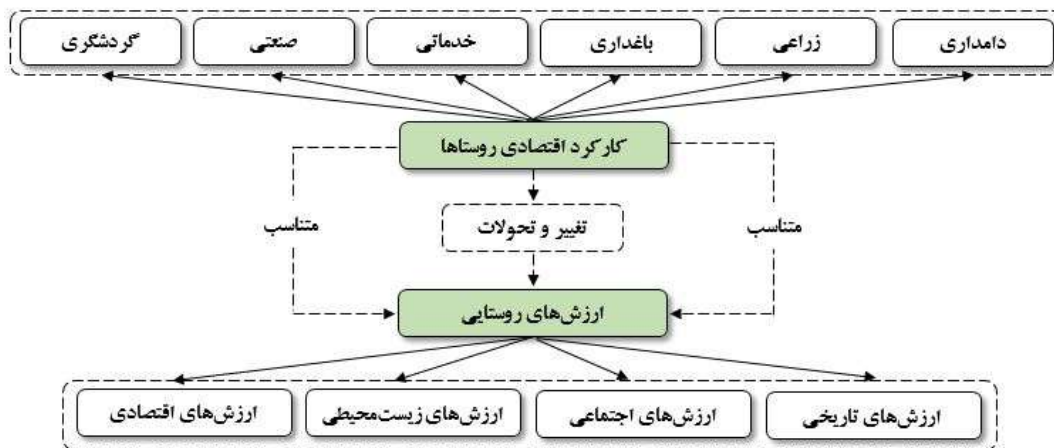 دامداری
زراعی
باغداری
خدماتی
صنعتی
گردشگری
کارکرد اقتصادی روستاها
متناسب
تغییر و تحولات
متناسب
ارزش‌های روستایی
ارزش‌های تاریخی
ارزش‌های اجتماعی
ارزش‌های زیست‌محیطی
ارزش‌های اقتصادی